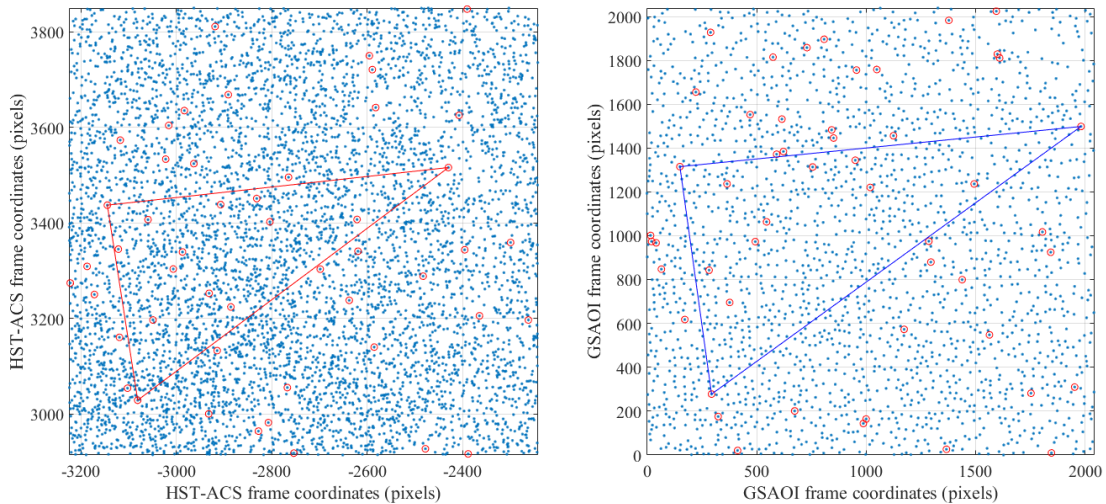 3800
3600
3400
3200
3000
HST-ACS frame coordinates (pixels)
-3200 -3000 -2800 -2600 -2400
HST-ACS frame coordinates (pixels)
2000
1800
1600
1400
1200
1000
800
600
400
200
0
GSAOI frame coordinates (pixels)
0 500 1000 1500 2000
GSAOI frame coordinates (pixels)